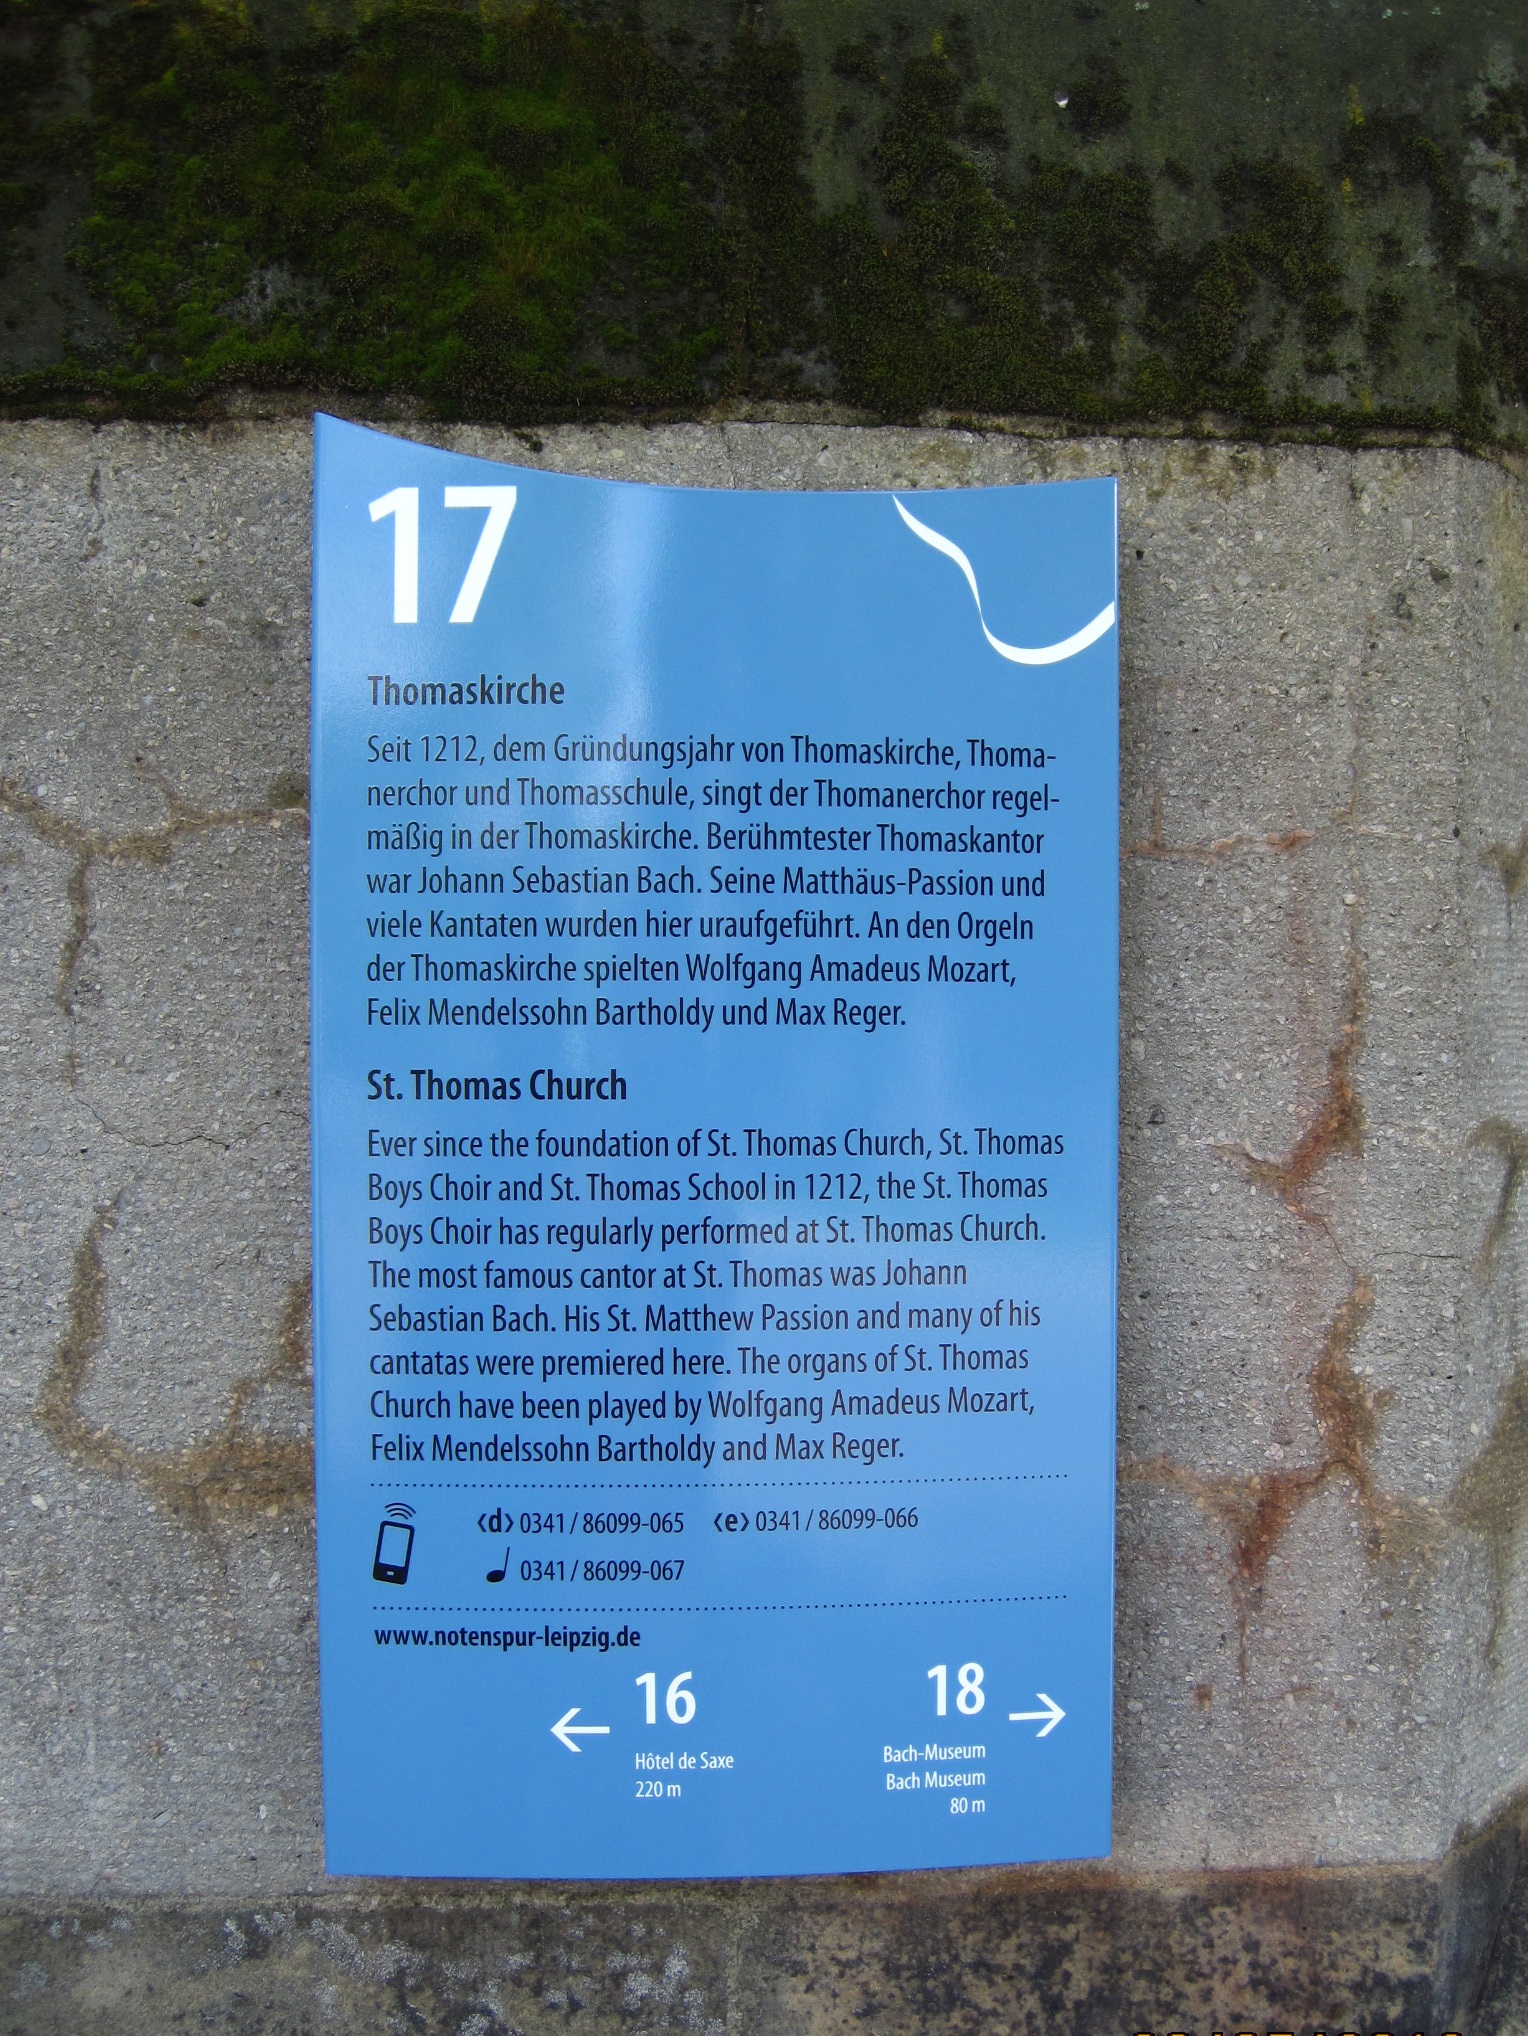 17
Thomaskirche
Seit 1212, dem Gründungsjahr von Thomaskirche, Thoma-
nerchor und Thomasschule, singt der Thomanerchor regel-
mäßig in der Thomaskirche. Berühmtester Thomaskantor
war Johann Sebastian Bach. Seine Matthäus-Passion und
viele Kantaten wurden hier uraufgeführt. An den Orgeln
der Thomaskirche spielten Wolfgang Amadeus Mozart,
Felix Mendelssohn Bartholdy und Max Reger.
St. Thomas Church
Ever since the foundation of St. Thomas Church, St. Thomas
Boys Choir and St. Thomas School in 1212, the St. Thomas
Boys Choir has regularly performed at St. Thomas Church.
The most famous cantor at St. Thomas was Johann
Sebastian Bach. His St. Matthew Passion and many of his
cantatas were premiered here. The organs of St. Thomas
Church have been played by Wolfgang Amadeus Mozart,
Felix Mendelssohn Bartholdy and Max Reger.
‹d› 0341 / 86099-065 ‹e› 0341 / 86099-066
0341 / 86099-067
www.notenspur-leipzig.de
← 16
Hôtel de Saxe
220 m
18 →
Bach-Museum
Bach Museum
80 m